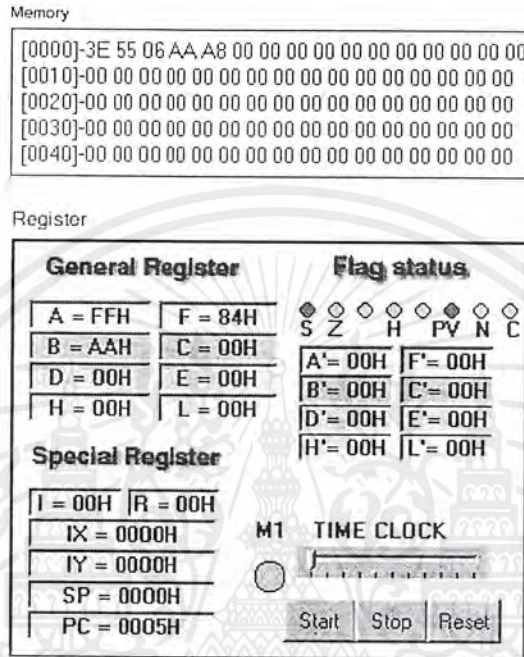 Memory
[0000]-3E 55 06 AA A8 00 00 00 00 00 00 00 00 00 00 00
[0010]-00 00 00 00 00 00 00 00 00 00 00 00 00 00 00 00
[0020]-00 00 00 00 00 00 00 00 00 00 00 00 00 00 00 00
[0030]-00 00 00 00 00 00 00 00 00 00 00 00 00 00 00 00
[0040]-00 00 00 00 00 00 00 00 00 00 00 00 00 00 00 00
Register
General Register
A = FFH F = 84H
B = AAH C = 00H
D = 00H E = 00H
H = 00H L = 00H
Special Register
I = 00H R = 00H
IX = 0000H
IY = 0000H
SP = 0000H
PC = 0005H
Flag status
S Z H PV N C
A'= 00H F'= 00H
B'= 00H C'= 00H
D'= 00H E'= 00H
H'= 00H L'= 00H
M1 TIME CLOCK
Start Stop Reset